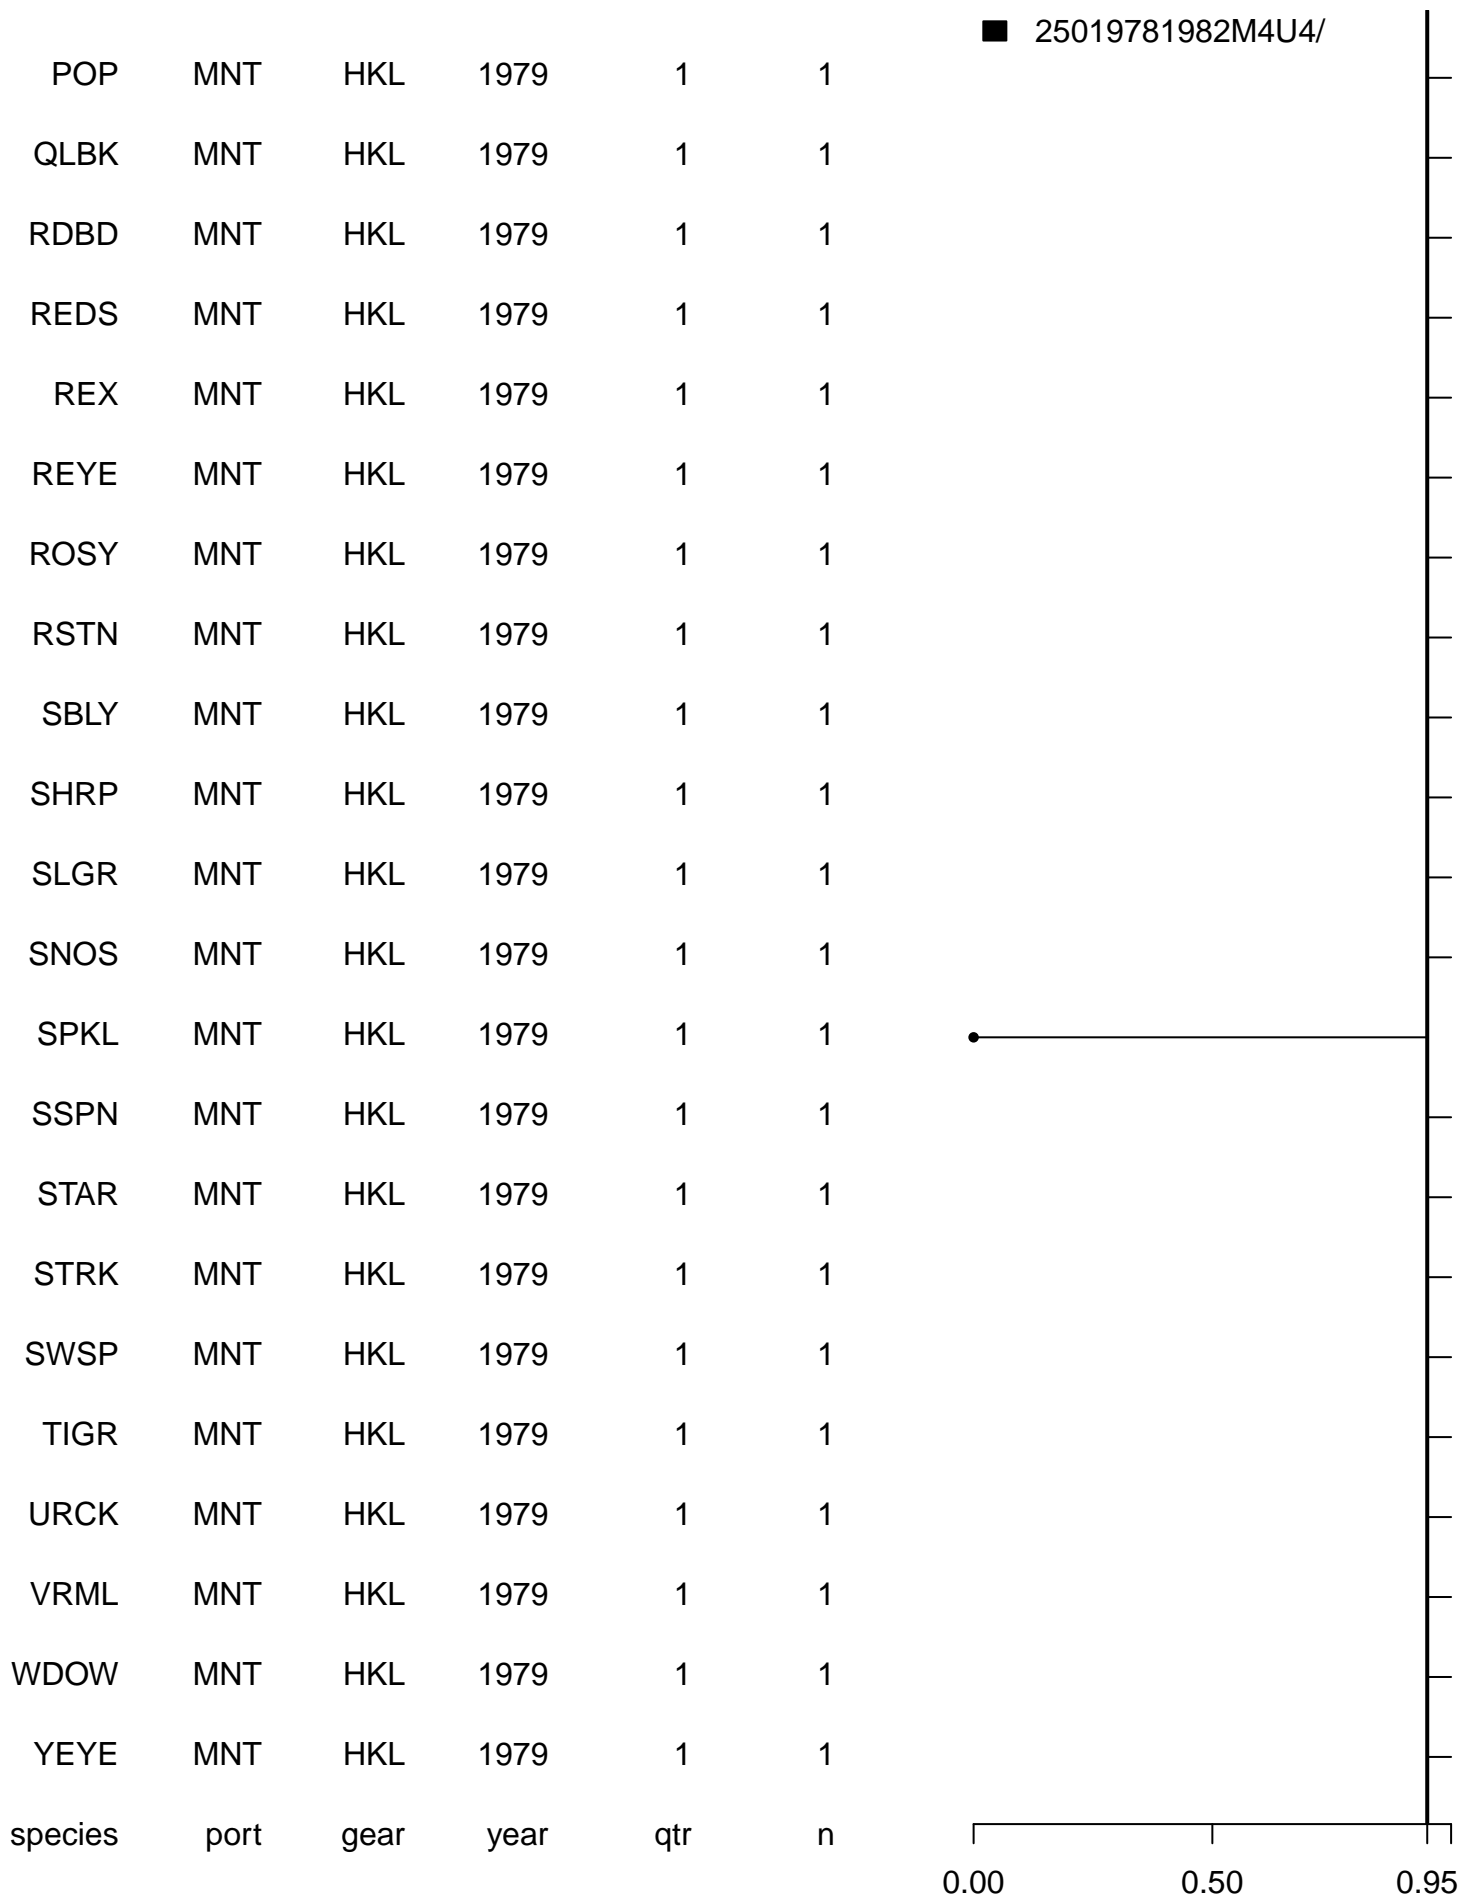 25019781982M4U4/
POP MNT HKL 1979 1 1
QLBK MNT HKL 1979 1 1
RDBD MNT HKL 1979 1 1
REDS MNT HKL 1979 1 1
REX MNT HKL 1979 1 1
REYE MNT HKL 1979 1 1
ROSY MNT HKL 1979 1 1
RSTN MNT HKL 1979 1 1
SBLY MNT HKL 1979 1 1
SHRP MNT HKL 1979 1 1
SLGR MNT HKL 1979 1 1
SNOS MNT HKL 1979 1 1
SPKL MNT HKL 1979 1 1
SSPN MNT HKL 1979 1 1
STAR MNT HKL 1979 1 1
STRK MNT HKL 1979 1 1
SWSP MNT HKL 1979 1 1
TIGR MNT HKL 1979 1 1
URCK MNT HKL 1979 1 1
VRML MNT HKL 1979 1 1
WDOW MNT HKL 1979 1 1
YEYE MNT HKL 1979 1 1
species port gear year qtr n
0.00 0.50 0.95